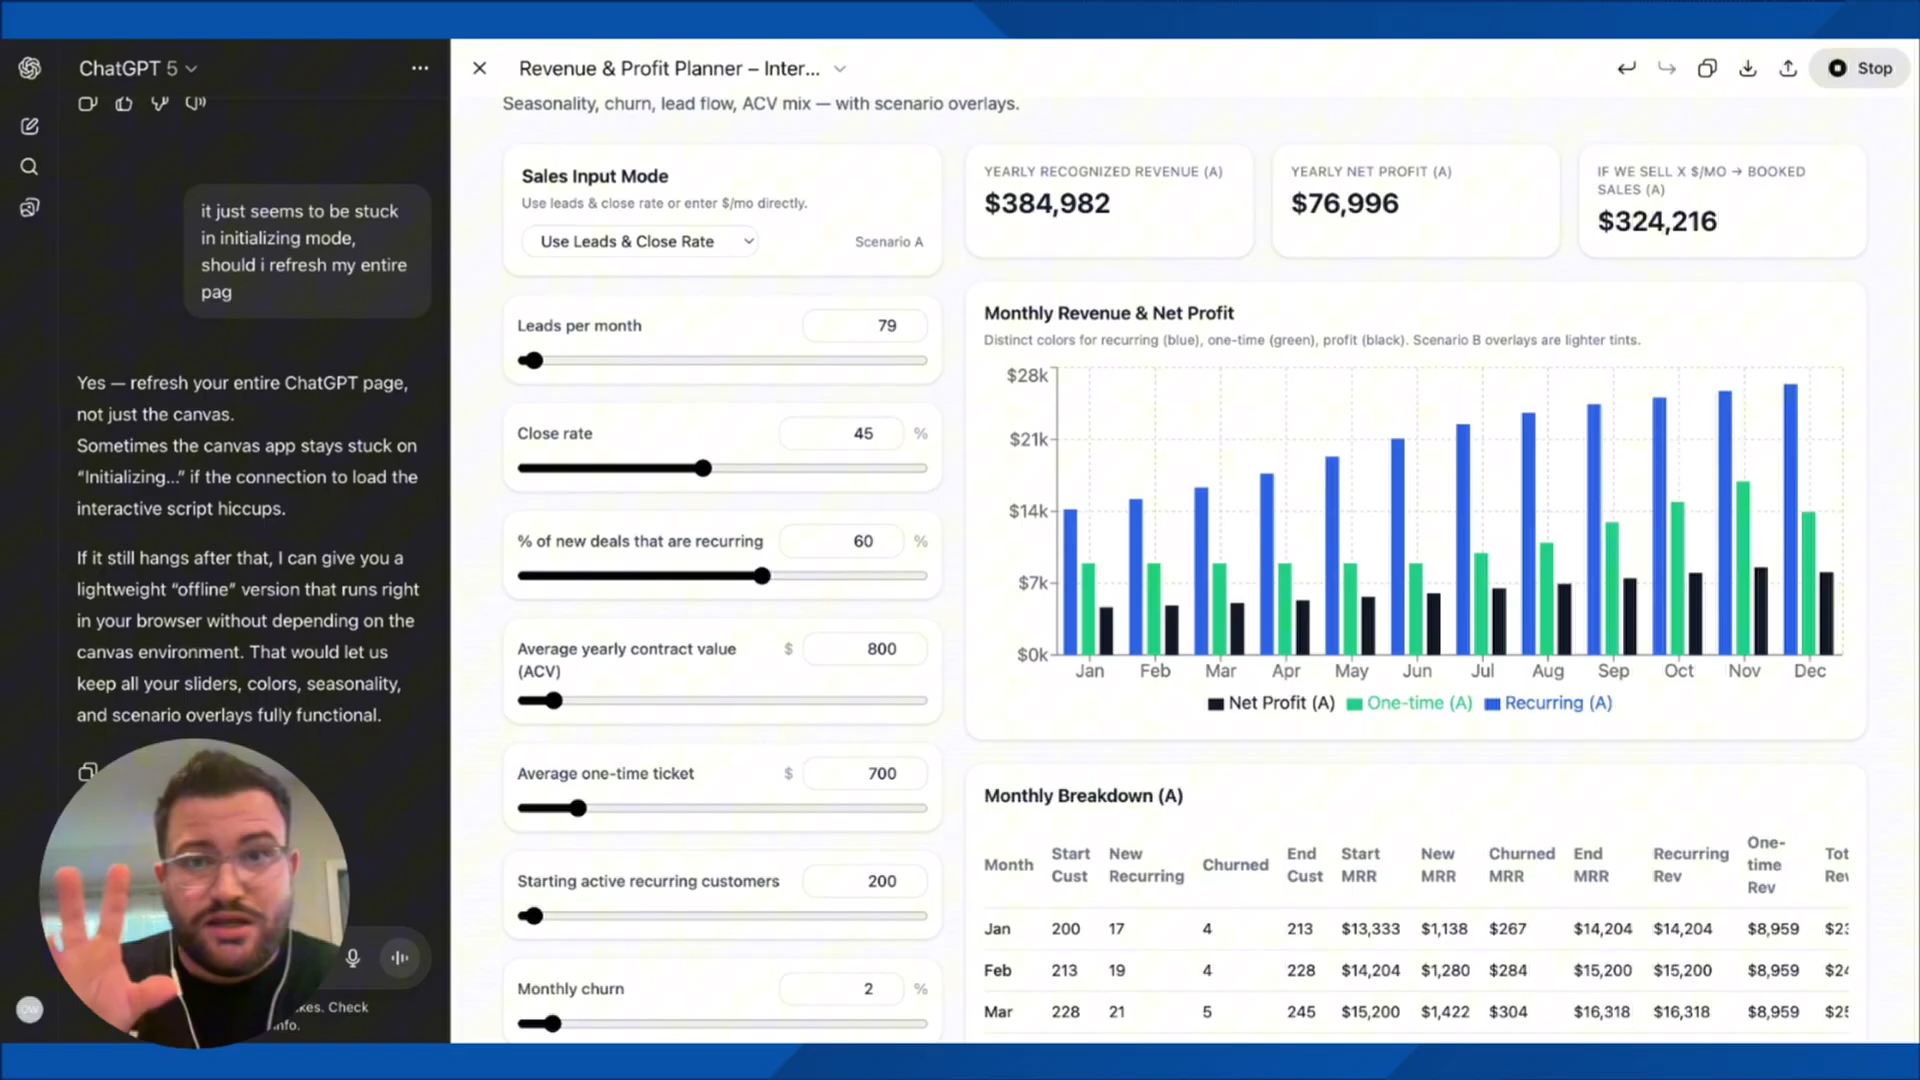 ChatGPT 5
it just seems to be stuck
in initializing mode,
should i refresh my entire
pag
Yes — refresh your entire ChatGPT page,
not just the canvas.
Sometimes the canvas app stays stuck on
“Initializing...” if the connection to load the
interactive script hiccups.
If it still hangs after that, I can give you a
lightweight “offline” version that runs right
in your browser without depending on the
canvas environment. That would let us
keep all your sliders, colors, seasonality,
and scenario overlays fully functional.
Check
Revenue & Profit Planner – Inter...
Stop
Seasonality, churn, lead flow, ACV mix — with scenario overlays.
Sales Input Mode
Use leads & close rate or enter $/mo directly.
Use Leads & Close Rate
Scenario A
Leads per month
79
Close rate
45 %
% of new deals that are recurring
60 %
Average yearly contract value
(ACV)
$ 800
Average one-time ticket
$ 700
Starting active recurring customers
200
Monthly churn
2 %
YEARLY RECOGNIZED REVENUE (A)
$384,982
YEARLY NET PROFIT (A)
$76,996
IF WE SELL X $/MO → BOOKED
SALES (A)
$324,216
Monthly Revenue & Net Profit
Distinct colors for recurring (blue), one-time (green), profit (black). Scenario B overlays are lighter tints.
$28k
$21k
$14k
$7k
$0k
Jan Feb Mar Apr May Jun Jul Aug Sep Oct Nov Dec
Net Profit (A) One-time (A) Recurring (A)
Monthly Breakdown (A)
Month Start Cust New Recurring Churned End Cust Start MRR New MRR Churned MRR End MRR Recurring Rev One-time Rev Tot Rev
Jan 200 17 4 213 $13,333 $1,138 $267 $14,204 $14,204 $8,959 $23
Feb 213 19 4 228 $14,204 $1,280 $284 $15,200 $15,200 $8,959 $24
Mar 228 21 5 245 $15,200 $1,422 $304 $16,318 $16,318 $8,959 $25